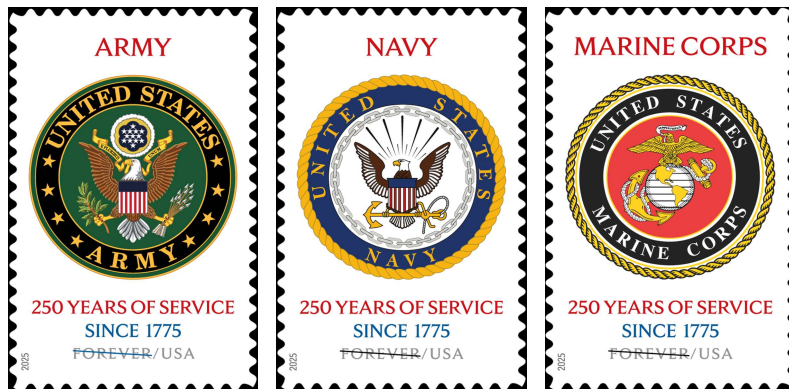 ARMY
UNITED STATES
ARMY
250 YEARS OF SERVICE
SINCE 1775
FOREVER/USA
2025
NAVY
UNITED STATES
NAVY
250 YEARS OF SERVICE
SINCE 1775
FOREVER/USA
2025
MARINE CORPS
UNITED STATES
MARINE CORPS
250 YEARS OF SERVICE
SINCE 1775
FOREVER/USA
2025